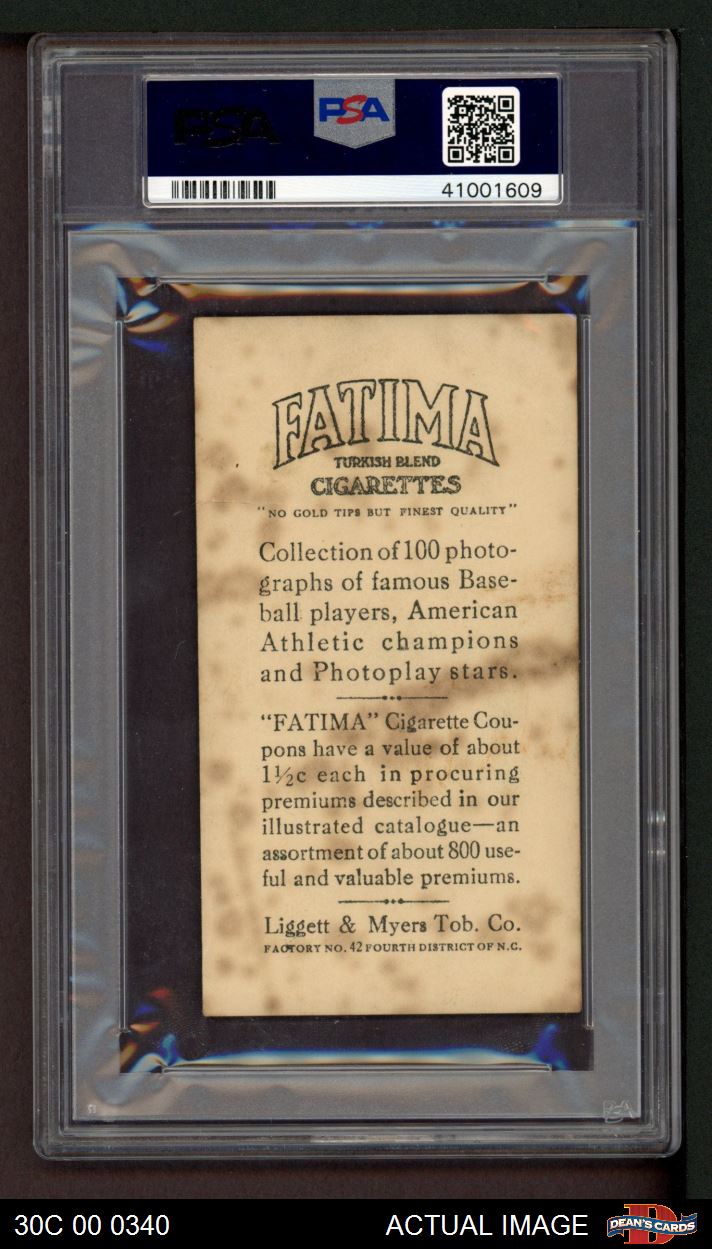 PSA
PSA
41001609
FATIMA
TURKISH BLEND
CIGARETTES
"NO GOLD TIPS BUT FINEST QUALITY"
Collection of 100 photo-
graphs of famous Base-
ball players, American
Athletic champions
and Photoplay stars.
"FATIMA" Cigarette Cou-
pons have a value of about
1½c each in procuring
premiums described in our
illustrated catalogue—an
assortment of about 800 use-
ful and valuable premiums.
Liggett & Myers Tob. Co.
FACTORY NO. 42 FOURTH DISTRICT OF N.C.
PSA
30C 00 0340
ACTUAL IMAGE
DEAN'S CARDS